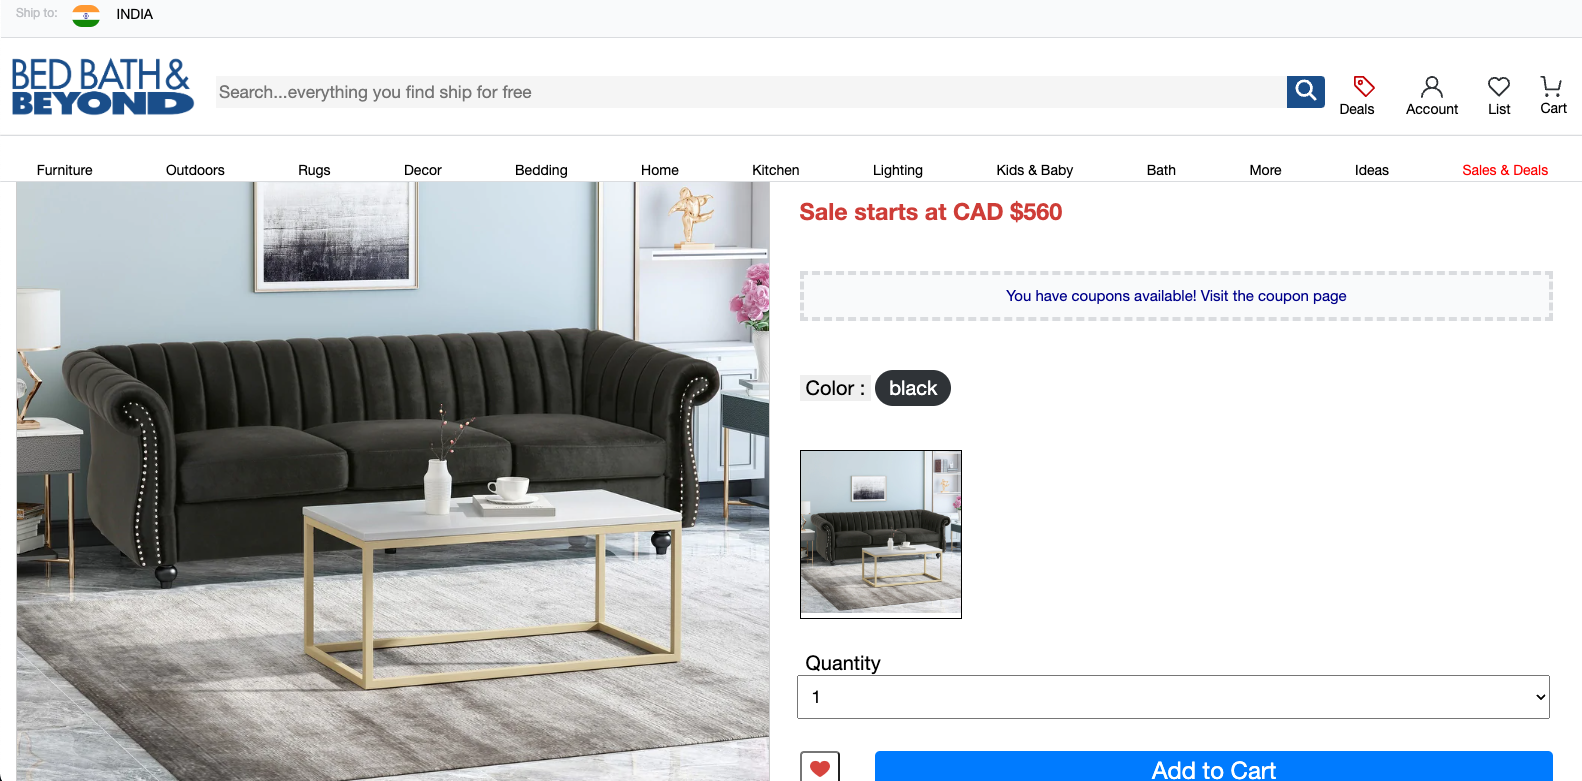 Ship to:
INDIA
BED BATH &
BEYOND
Search...everything you find ship for free
Deals
Account
List
Cart
Furniture
Outdoors
Rugs
Decor
Bedding
Home
Kitchen
Lighting
Kids & Baby
Bath
More
Ideas
Sales & Deals
Sale starts at CAD $560
You have coupons available! Visit the coupon page
Color :
black
Quantity
1
Add to Cart